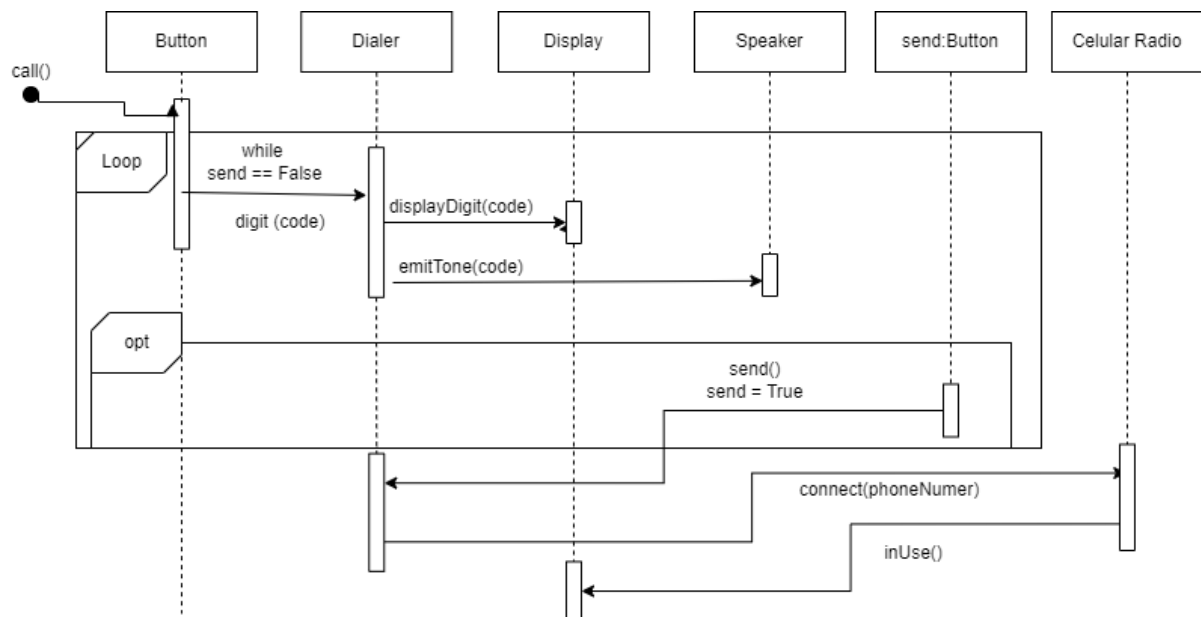 Button
Dialer
Display
Speaker
send:Button
Celular Radio
call()
Loop
while
send == False
digit (code)
displayDigit(code)
emitTone(code)
opt
send()
send = True
connect(phoneNumer)
inUse()